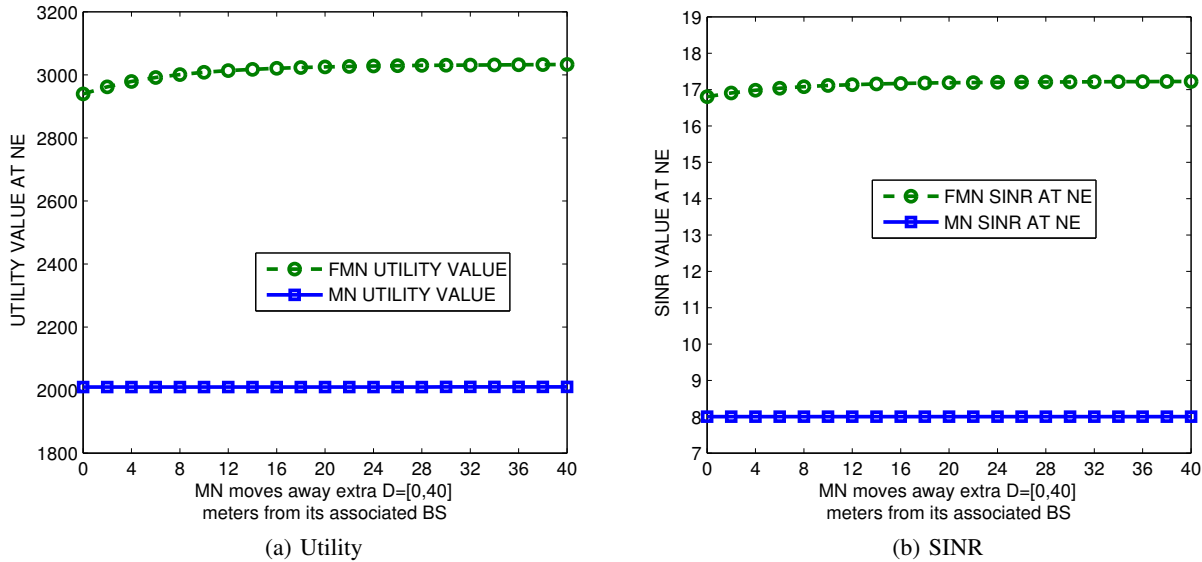 3200
3000
2800
2600
2400
2200
2000
1800
UTILITY VALUE AT NE
FMN UTILITY VALUE
MN UTILITY VALUE
0 4 8 12 16 20 24 28 32 36 40
MN moves away extra D=[0,40]
meters from its associated BS
(a) Utility
19
18
17
16
15
14
13
12
11
10
9
8
7
SINR VALUE AT NE
FMN SINR AT NE
MN SINR AT NE
0 4 8 12 16 20 24 28 32 36 40
MN moves away extra D=[0,40]
meters from its associated BS
(b) SINR